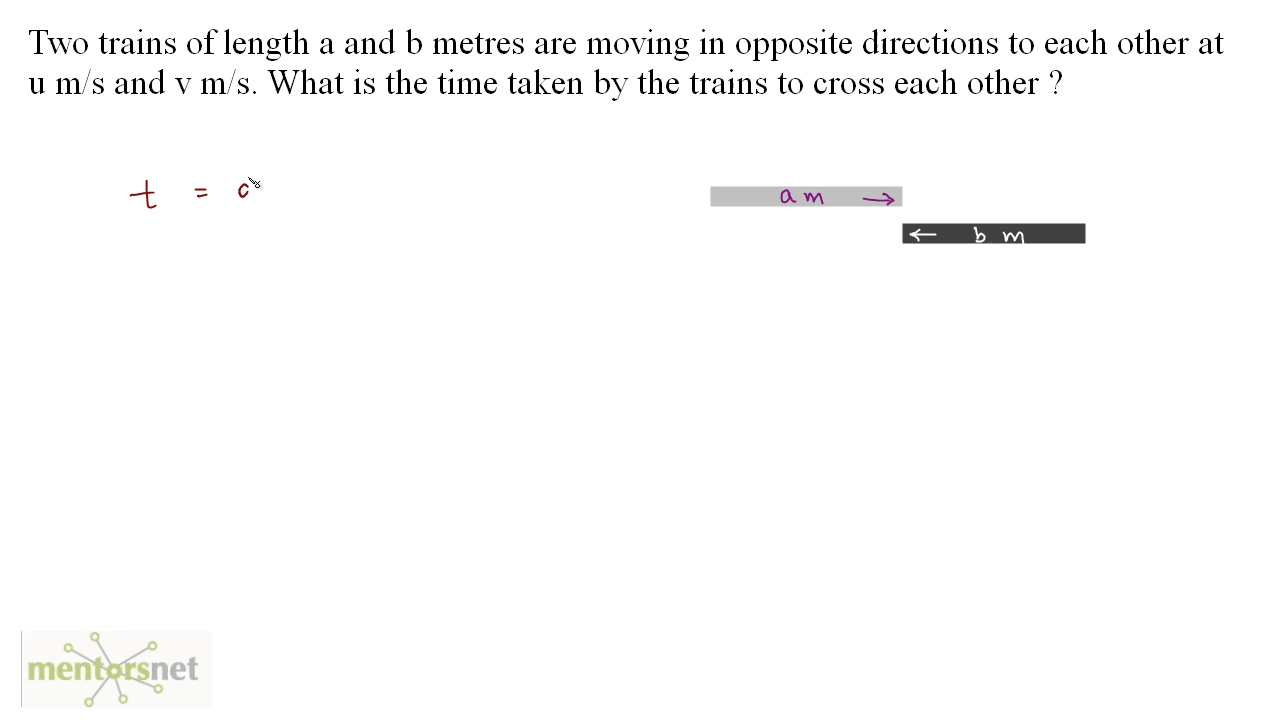 Two trains of length a and b metres are moving in opposite directions to each other at
u m/s and v m/s. What is the time taken by the trains to cross each other ?
t =
a m →
← b m
mentorsnet